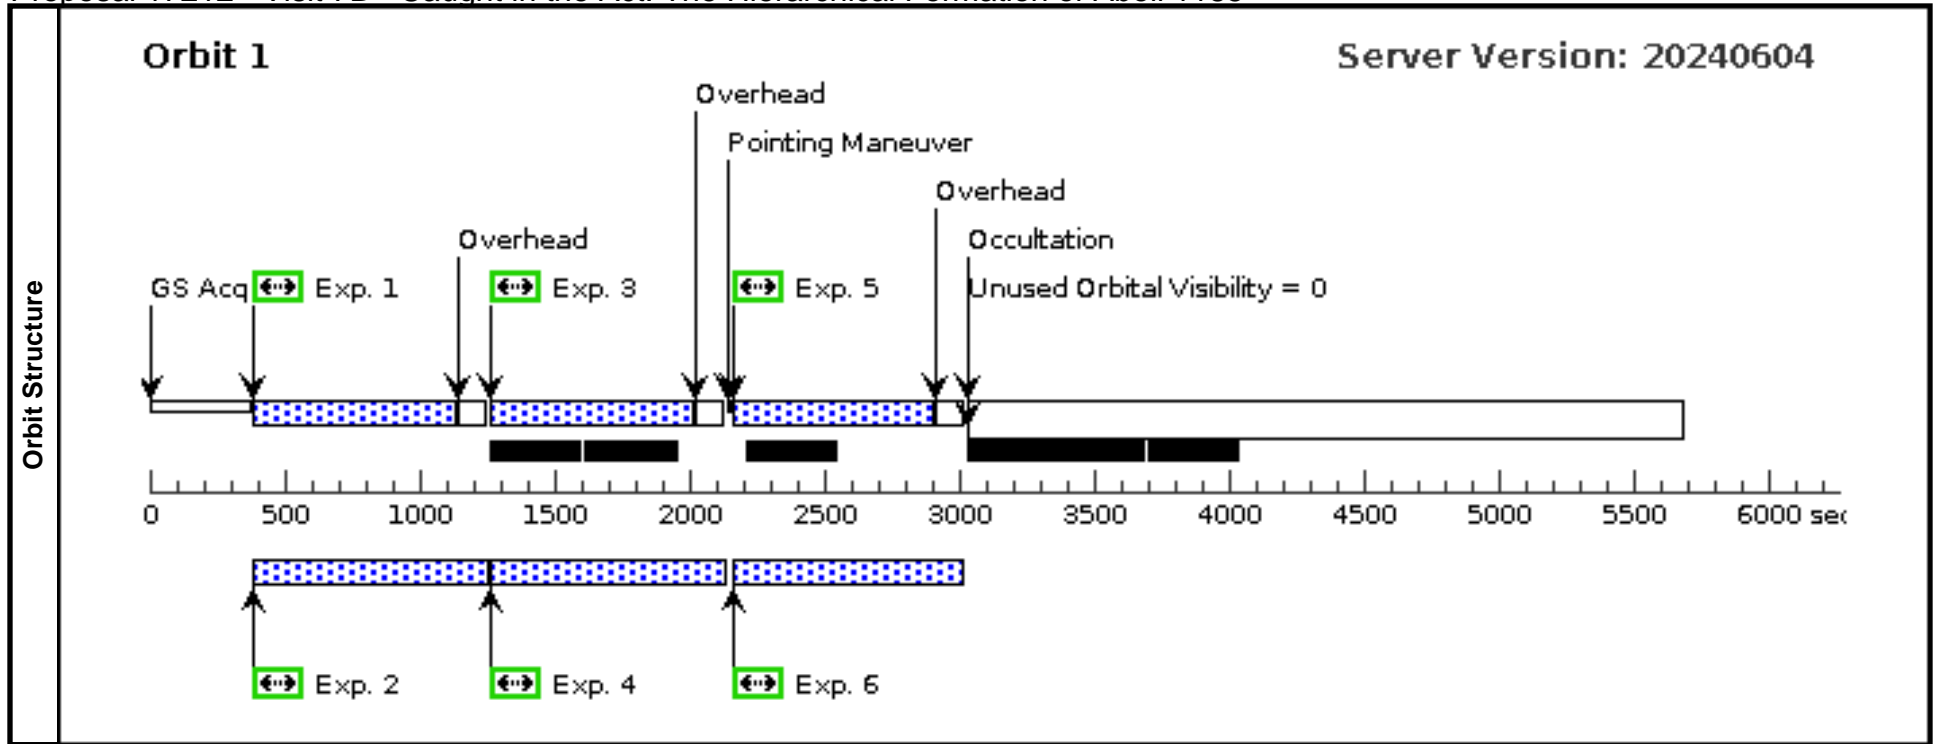 Orbit 1
Server Version: 20240604
Overhead
Pointing Maneuver
Overhead
Overhead
Occultation
GS Acq Exp. 1 Exp. 3 Exp. 5 Unused Orbital Visibility = 0
Orbit Structure
0 500 1000 1500 2000 2500 3000 3500 4000 4500 5000 5500 6000 sec
Exp. 2 Exp. 4 Exp. 6